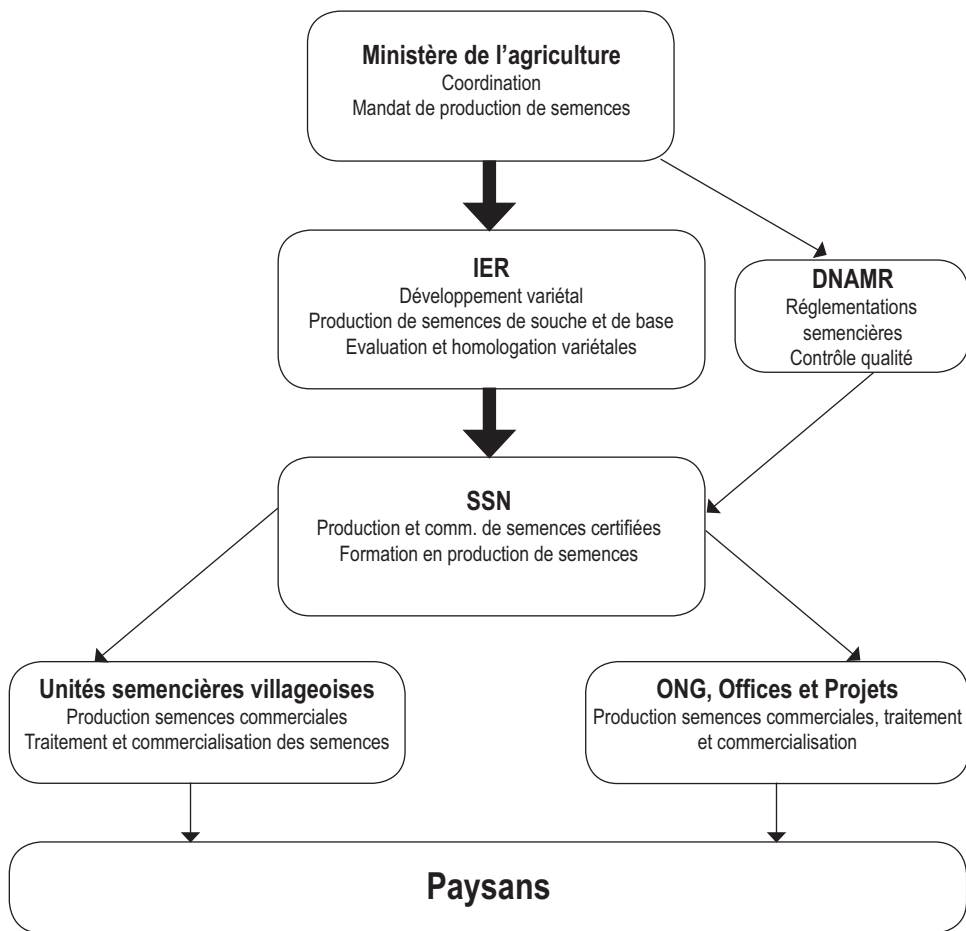 Ministère de l’agriculture
Coordination
Mandat de production de semences
IER
Développement variétal
Production de semences de souche et de base
Evaluation et homologation variétales
DNAMR
Réglementations
semencières
Contrôle qualité
SSN
Production et comm. de semences certifiées
Formation en production de semences
Unités semencières villageoises
Production semences commerciales
Traitement et commercialisation des semences
ONG, Offices et Projets
Production semences commerciales, traitement
et commercialisation
Paysans